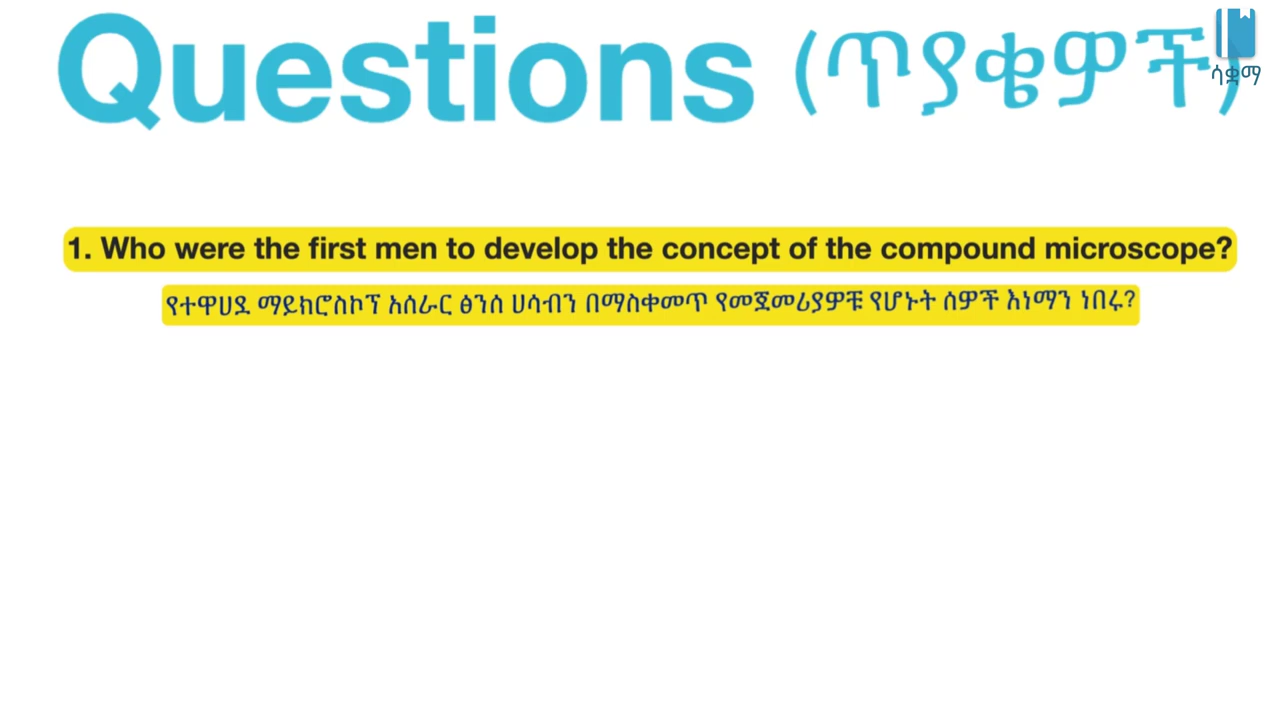 Questions (ጥያቄዎች)
ሳቋማ
1. Who were the first men to develop the concept of the compound microscope?
የተዋሀደ ማይክሮስኮፕ አሰራር ፅንሰ ሀሳብን በማስቀመጥ የመጀመሪያዎቹ የሆኑት ሰዎች እነማን ነበሩ?